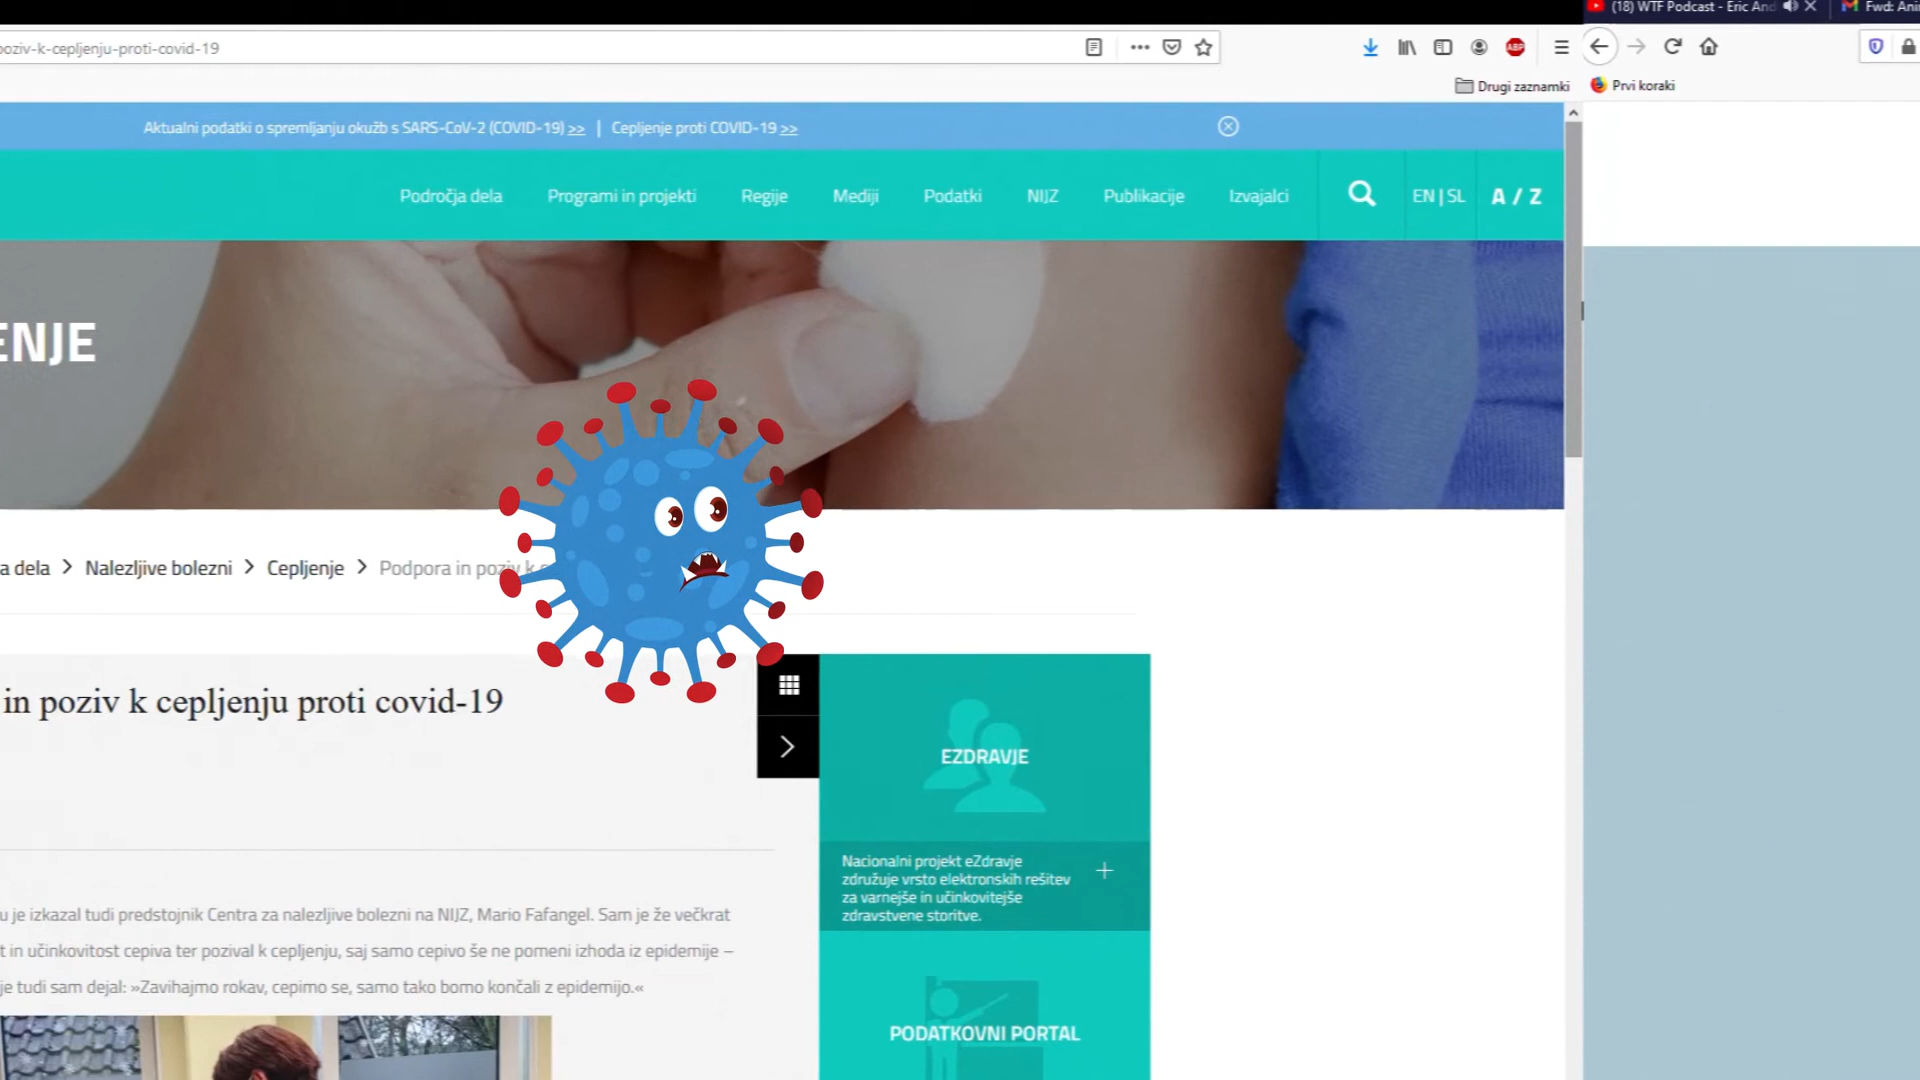 (18) WTF Podcast - Eric And
Fwd: Ani
poziv-k-cepljenju-proti-covid-19
ABP
Drugi zaznamki
Prvi koraki
Aktualni podatki o spremljanju okužb s SARS-CoV-2 (COVID-19) >> | Cepljenje proti COVID-19 >>
Področja dela Programi in projekti Regije Mediji Podatki NIJZ Publikacije Izvajalci EN | SL A / Z
ENJE
a dela > Nalezljive bolezni > Cepljenje > Podpora in poziv k
in poziv k cepljenju proti covid-19
EZDRAVJE
Nacionalni projekt eZdravje
združuje vrsto elektronskih rešitev
za varnejše in učinkovitejše
zdravstvene storitve.
u je izkazal tudi predstojnik Centra za nalezljive bolezni na NIJZ, Mario Fafangel. Sam je že večkrat
t in učinkovitost cepiva ter pozival k cepljenju, saj samo cepivo še ne pomeni izhoda iz epidemije –
je tudi sam dejal: »Zavihajmo rokav, cepimo se, samo tako bomo končali z epidemijo.«
PODATKOVNI PORTAL